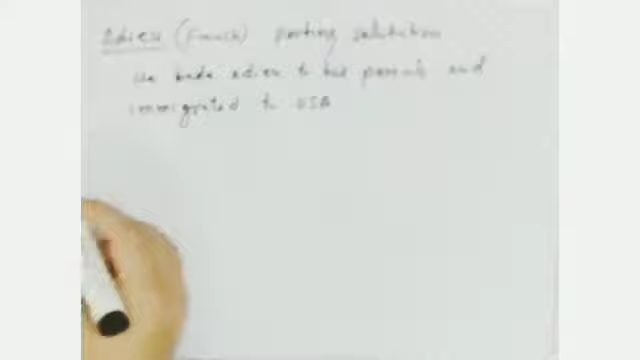 Adieu (French) parting salutation
He bade adieu to his parents and
immigrated to USA